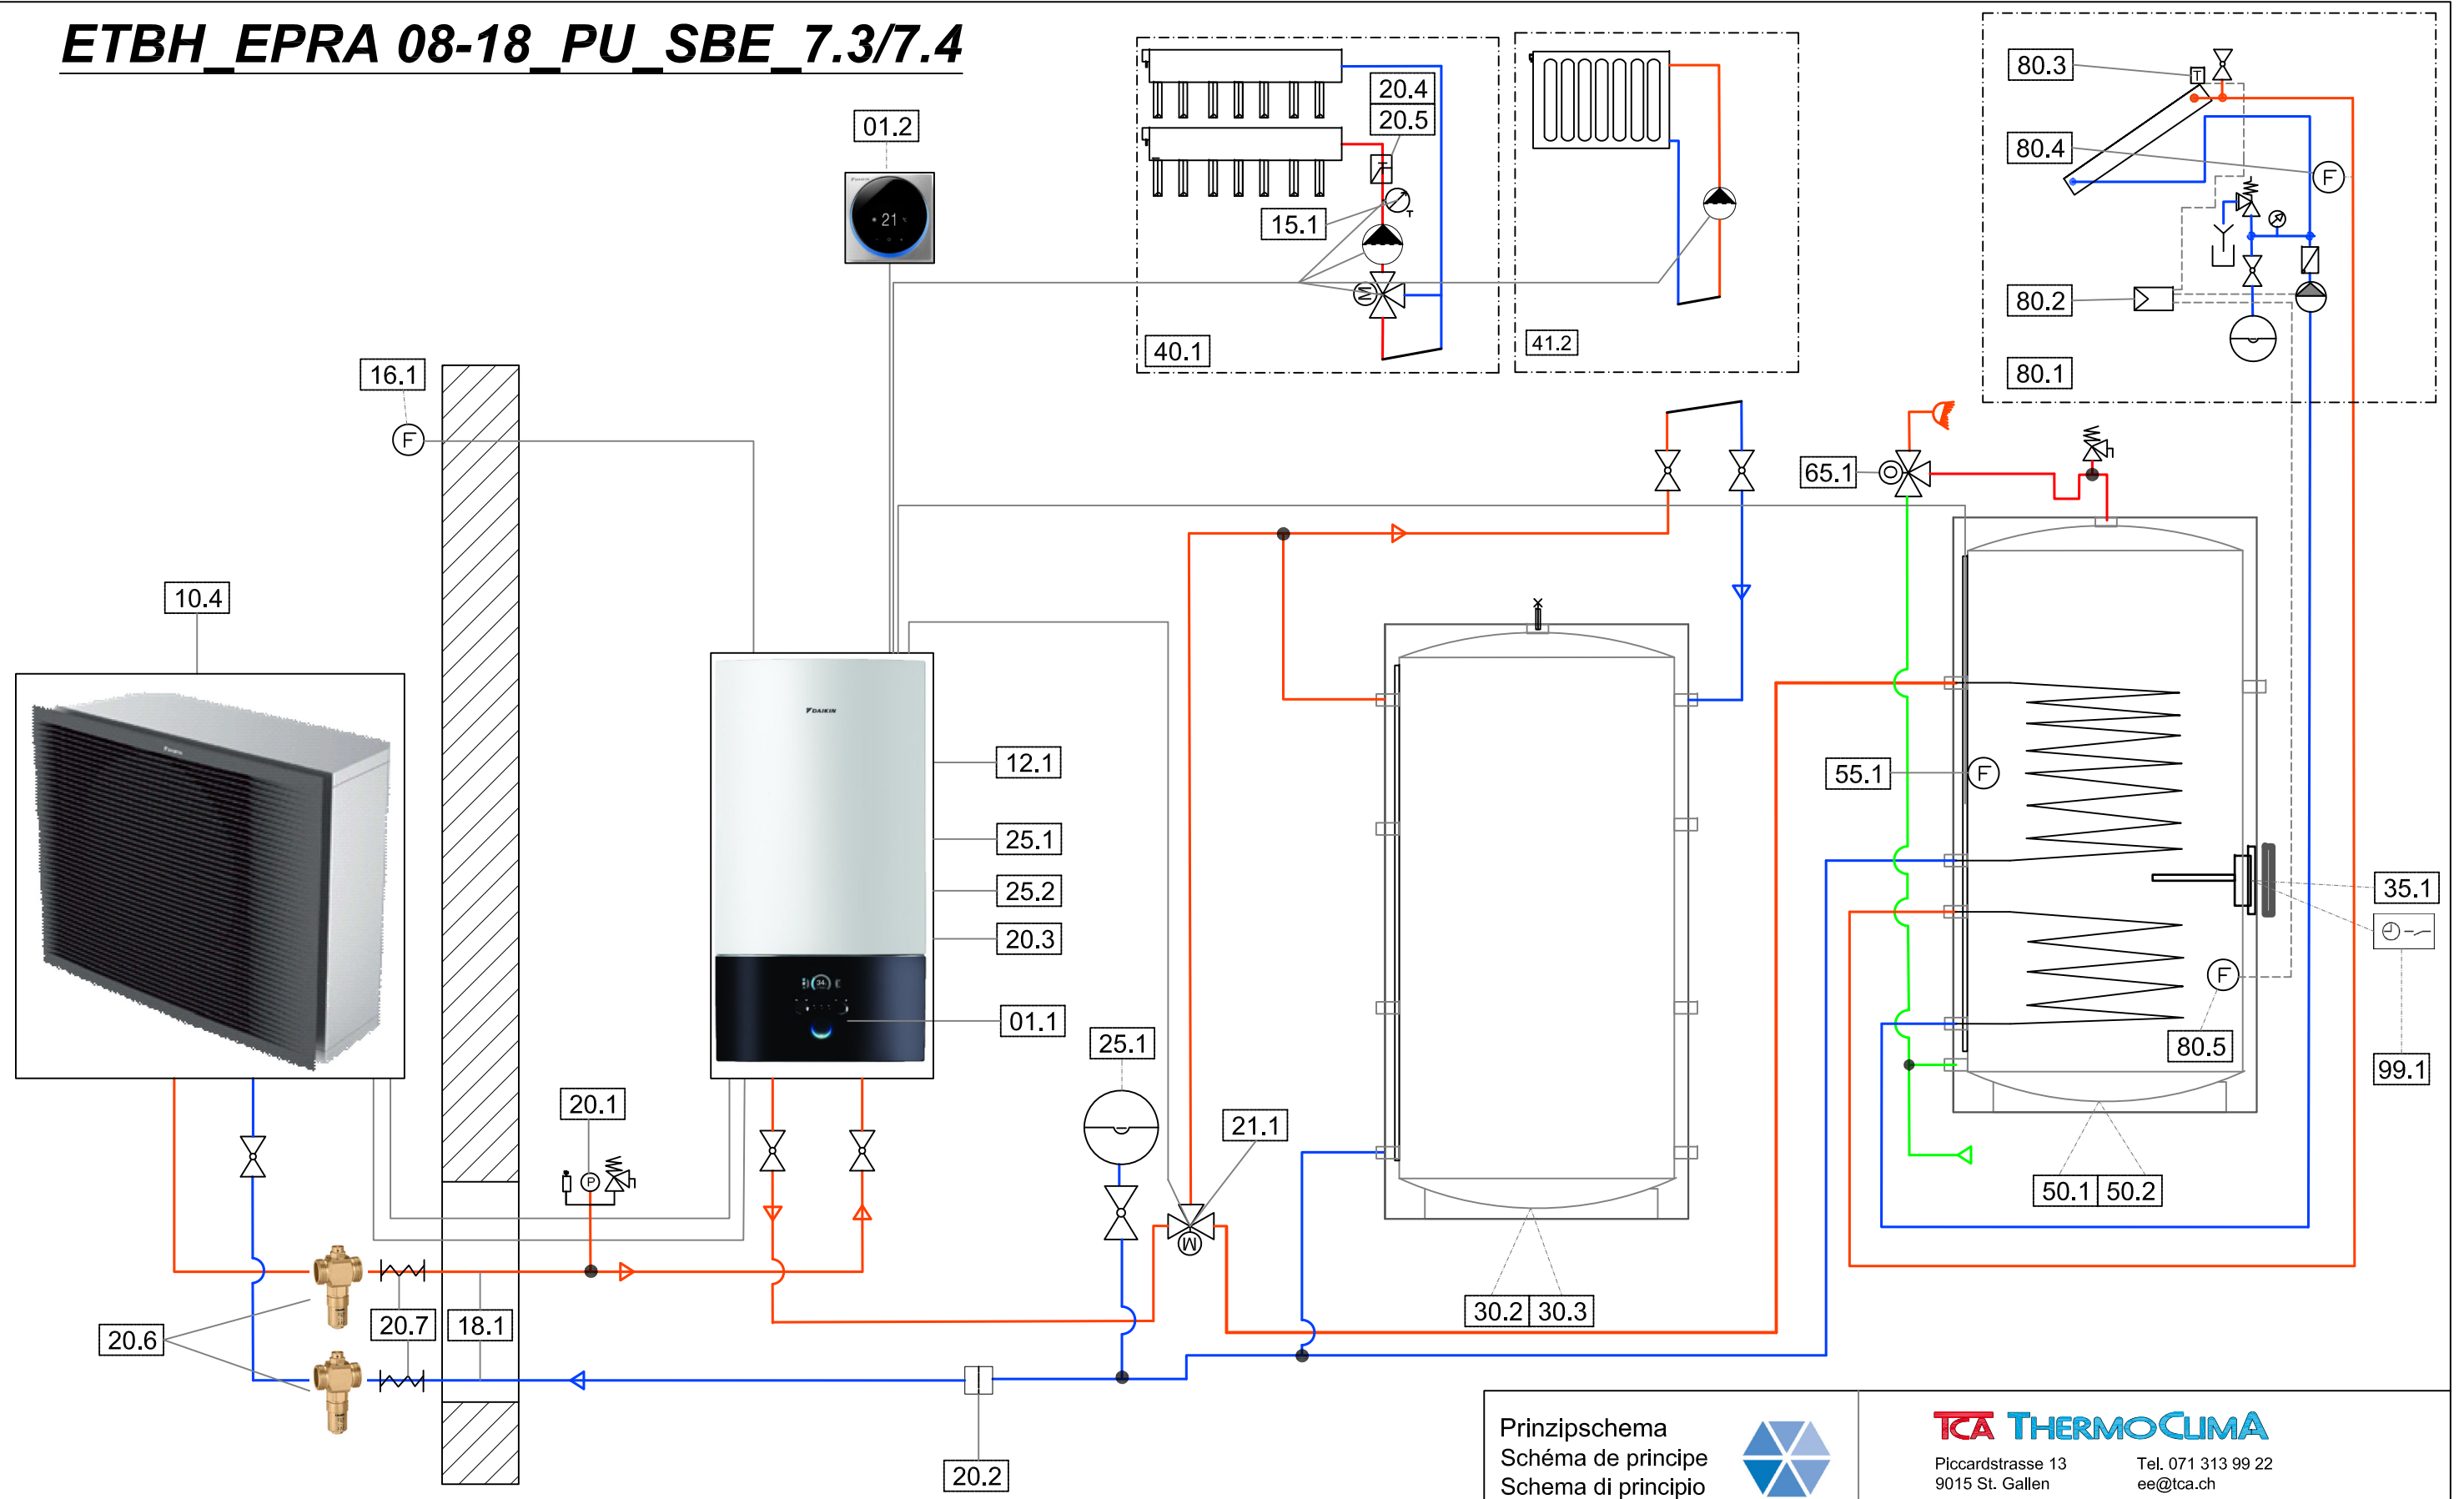 ETBH_EPRA 08-18_PU_SBE_7.3/7.4
01.2
21
20.4
20.5
15.1
40.1
41.2
80.3
T
80.4
F
80.2
80.1
16.1
F
T
M
65.1
10.4
DAIKIN
12.1
25.1
25.2
20.3
34
01.1
55.1
F
35.1
F
80.5
99.1
20.1
P
25.1
21.1
M
50.1 50.2
20.6
20.7
18.1
30.2 30.3
20.2
Prinzipschema
Schéma de principe
Schema di principio
TCA THERMOCLIMA
Piccardstrasse 13
9015 St. Gallen
Tel. 071 313 99 22
ee@tca.ch